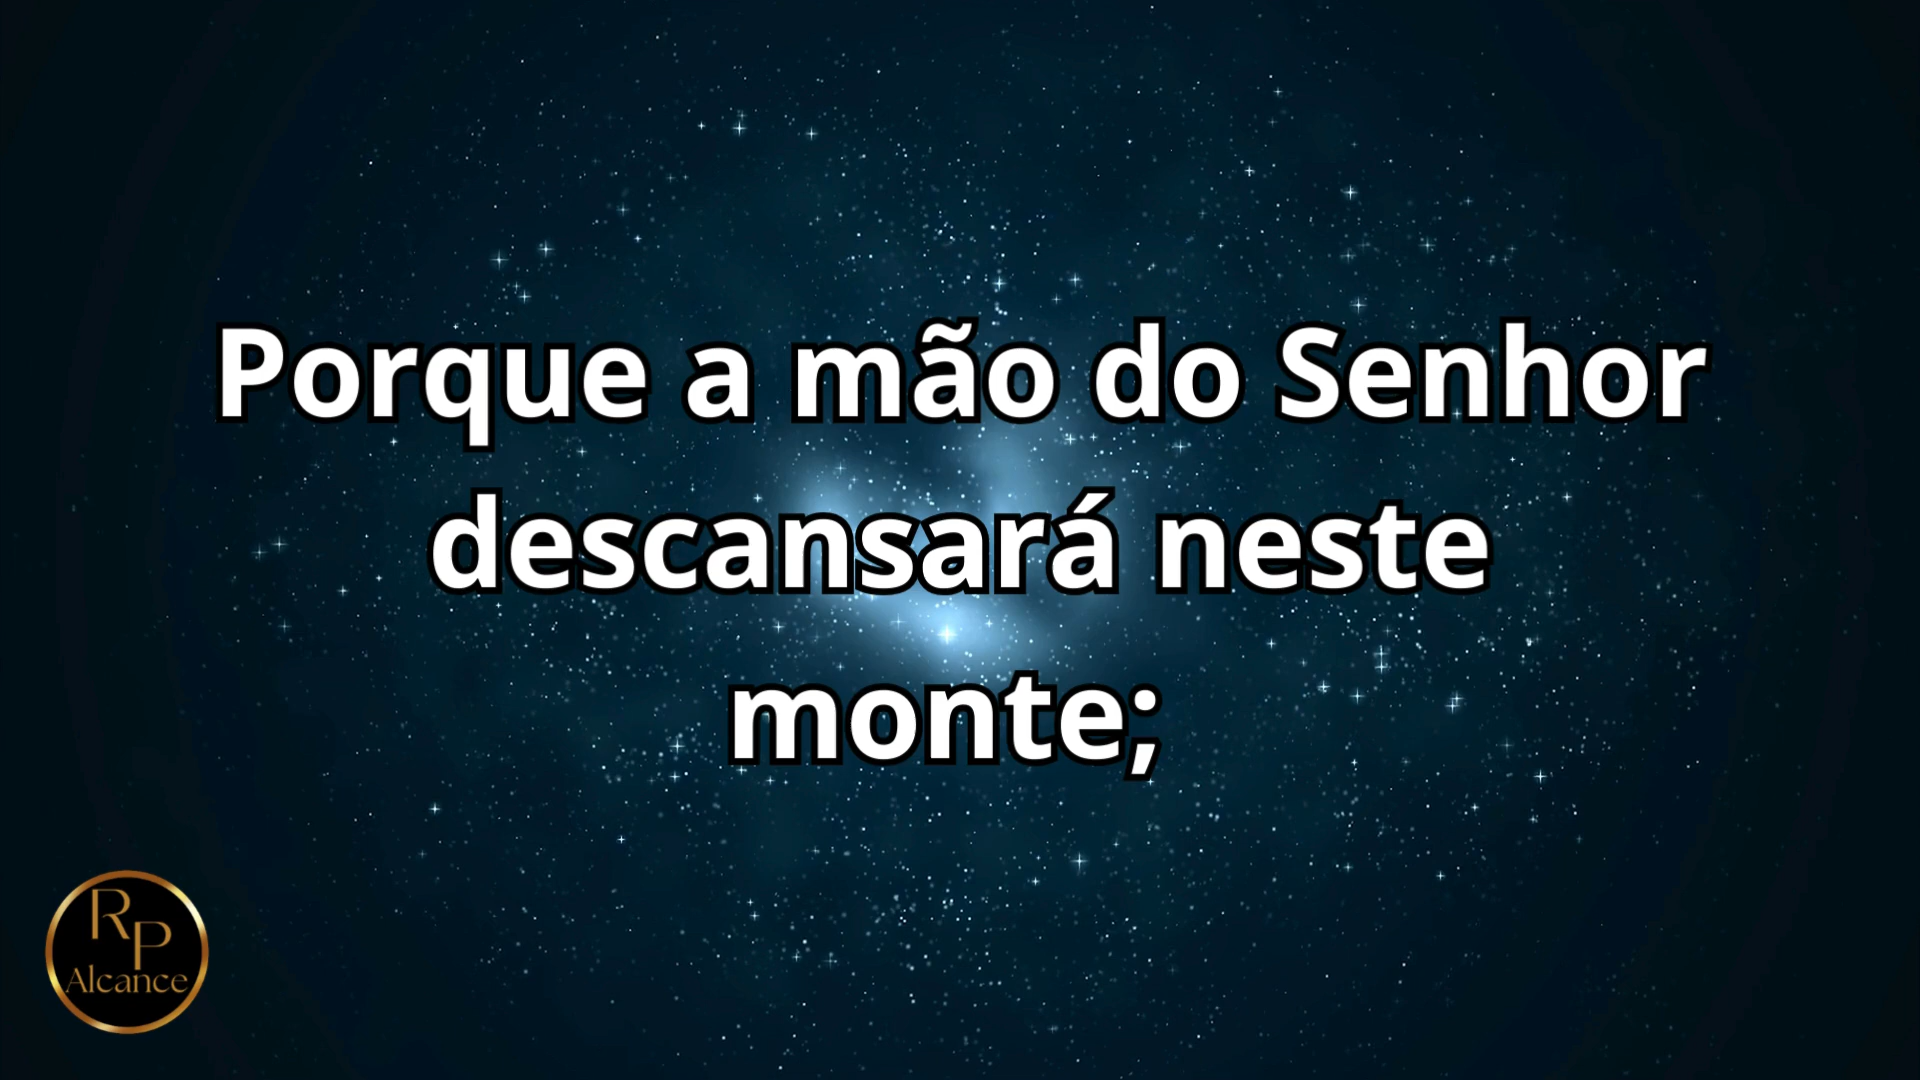 Porque a mão do Senhor
descansará neste
monte;
RP
Alcance